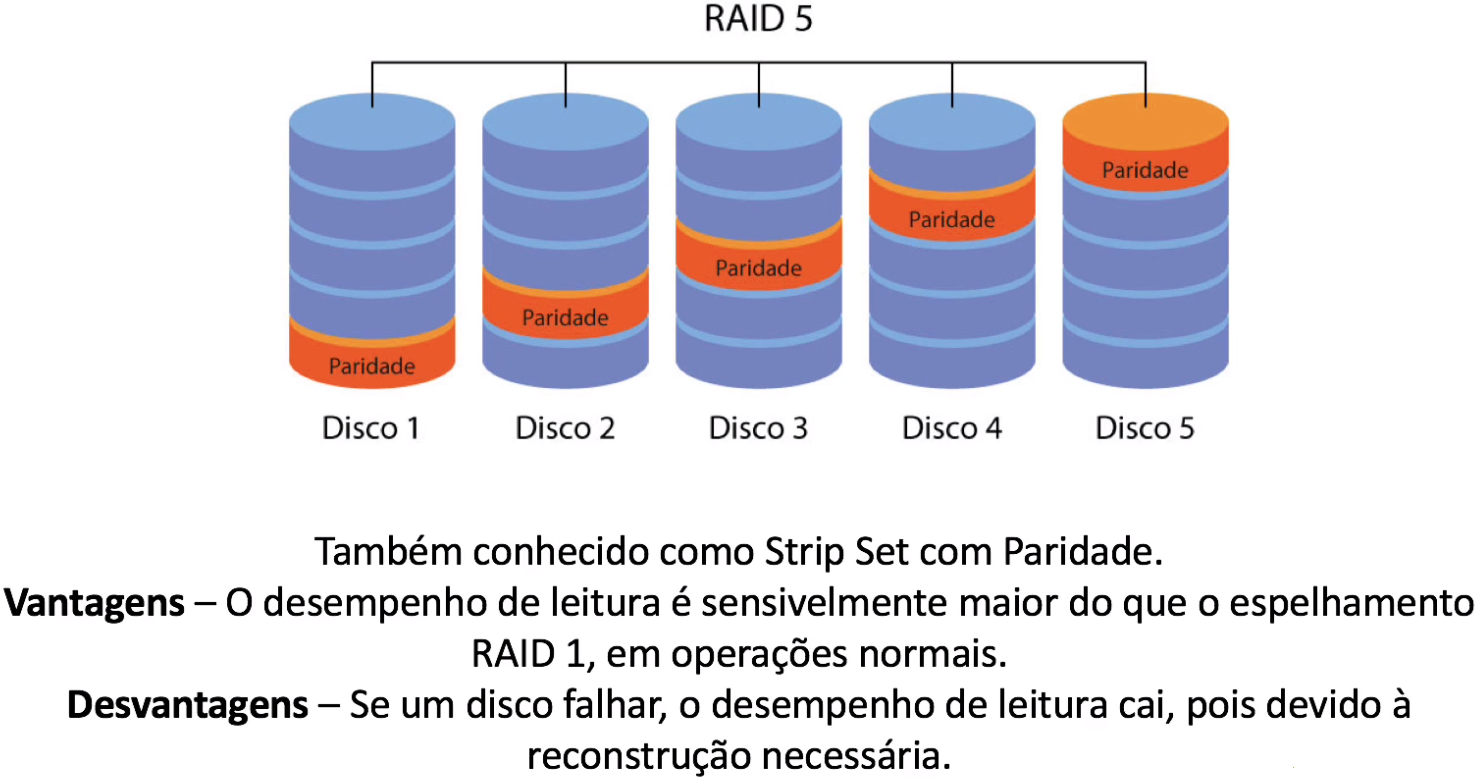 RAID 5
Paridade
Paridade
Paridade
Paridade
Paridade
Disco 1 Disco 2 Disco 3 Disco 4 Disco 5
Também conhecido como Strip Set com Paridade.
Vantagens – O desempenho de leitura é sensivelmente maior do que o espelhamento
RAID 1, em operações normais.
Desvantagens – Se um disco falhar, o desempenho de leitura cai, pois devido à
reconstrução necessária.